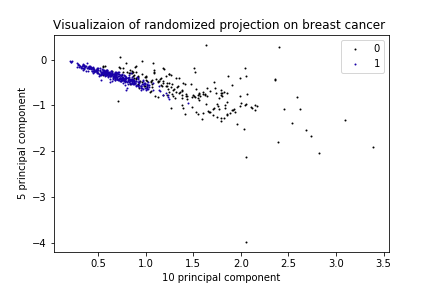 Visualizaion of randomized projection on breast cancer
0
1
0
−1
−2
−3
−4
5 principal component
0.5 1.0 1.5 2.0 2.5 3.0 3.5
10 principal component